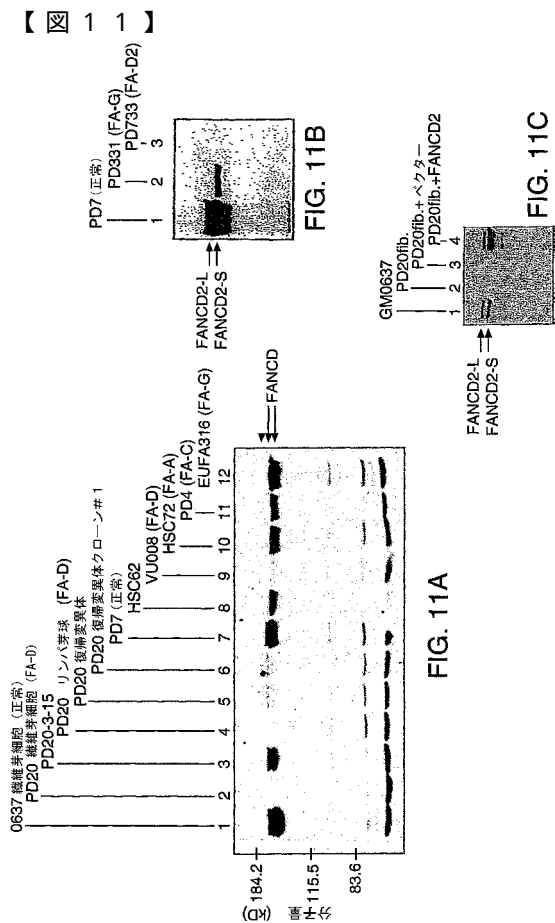 【図１１】
0637 繊維芽細胞 (正常)
PD20 繊維芽細胞 (FA-D)
PD20-3-15
PD20 リンパ芽球 (FA-D)
PD20 復帰変異体
PD20 復帰変異体クローン#1
PD7 (正常)
HSC62
VU008 (FA-D)
HSC72 (FA-A)
PD4 (FA-C)
EUFA316 (FA-G)
1 2 3 4 5 6 7 8 9 10 11 12
184.2
115.5
83.6
分子量 (kD)
FANCD
FIG. 11A
PD7 (正常)
PD331 (FA-G)
PD733 (FA-D2)
1 2 3
FANCD2-L
FANCD2-S
FIG. 11B
GM0637
PD20fib.
PD20fib.+ベクター
PD20fib.+FANCD2
1 2 3 4
FANCD2-L
FANCD2-S
FIG. 11C